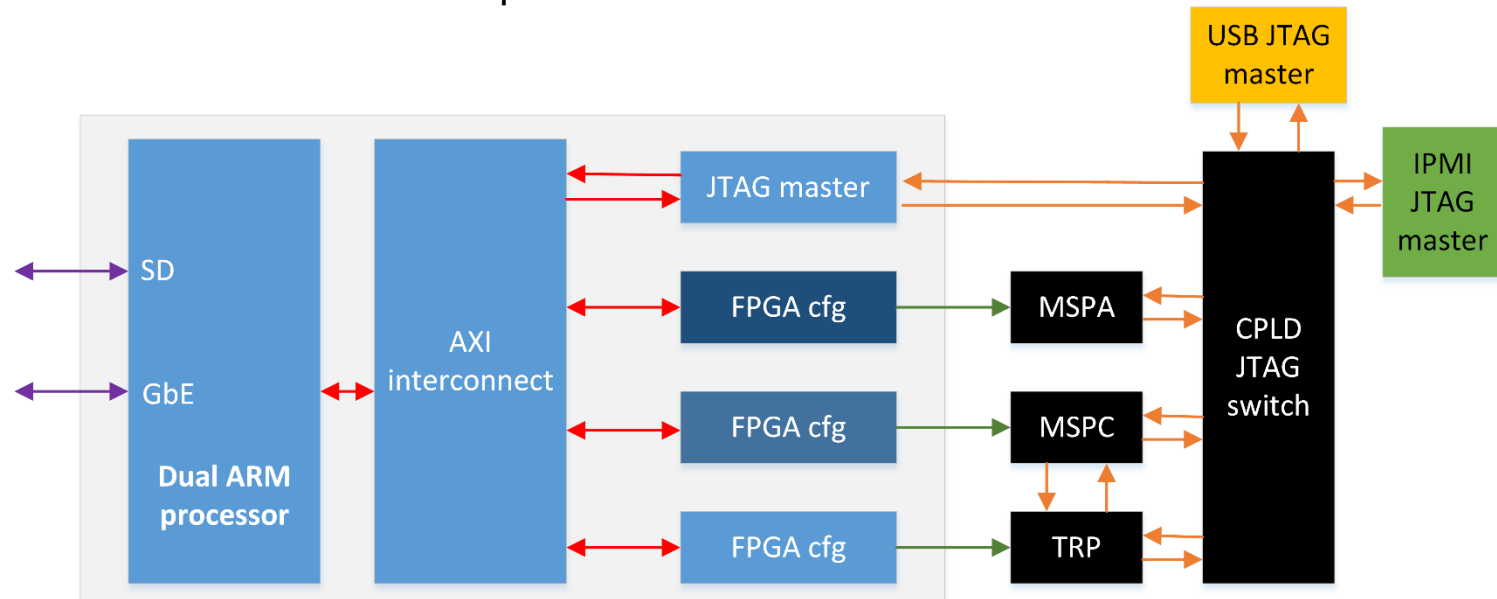 USB JTAG
master
IPMI
JTAG
master
JTAG master
SD
FPGA cfg
MSPA
AXI
interconnect
CPLD
JTAG
switch
GbE
FPGA cfg
MSPC
Dual ARM
processor
FPGA cfg
TRP